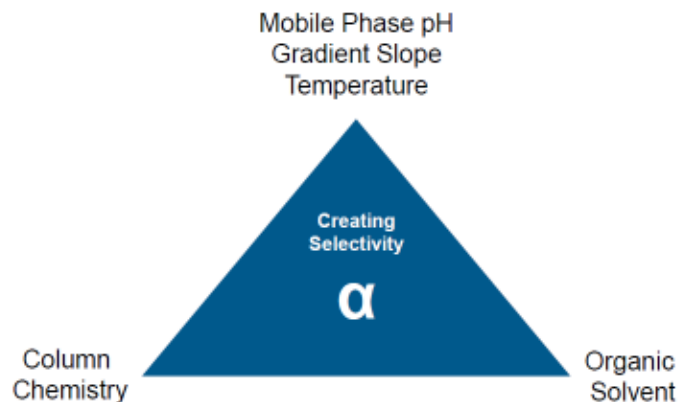 Mobile Phase pH
Gradient Slope
Temperature
Creating
Selectivity
α
Column
Chemistry
Organic
Solvent